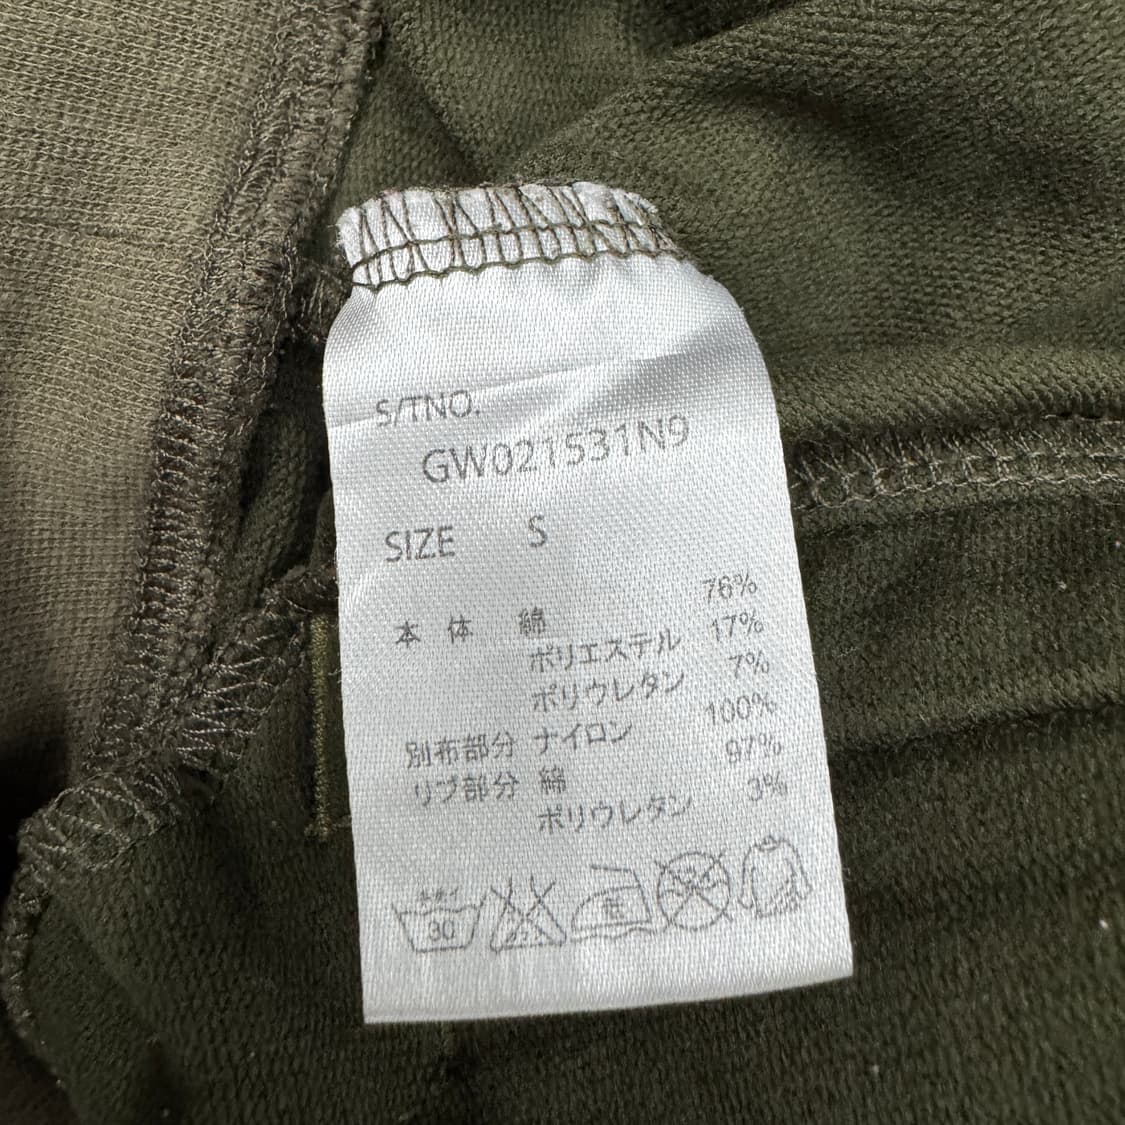 S/TNO.
GW021531N9
SIZE S
本体 綿 76%
ポリエステル 17%
ポリウレタン 7%
別布部分 ナイロン 100%
リブ部分 綿 97%
ポリウレタン 3%
30